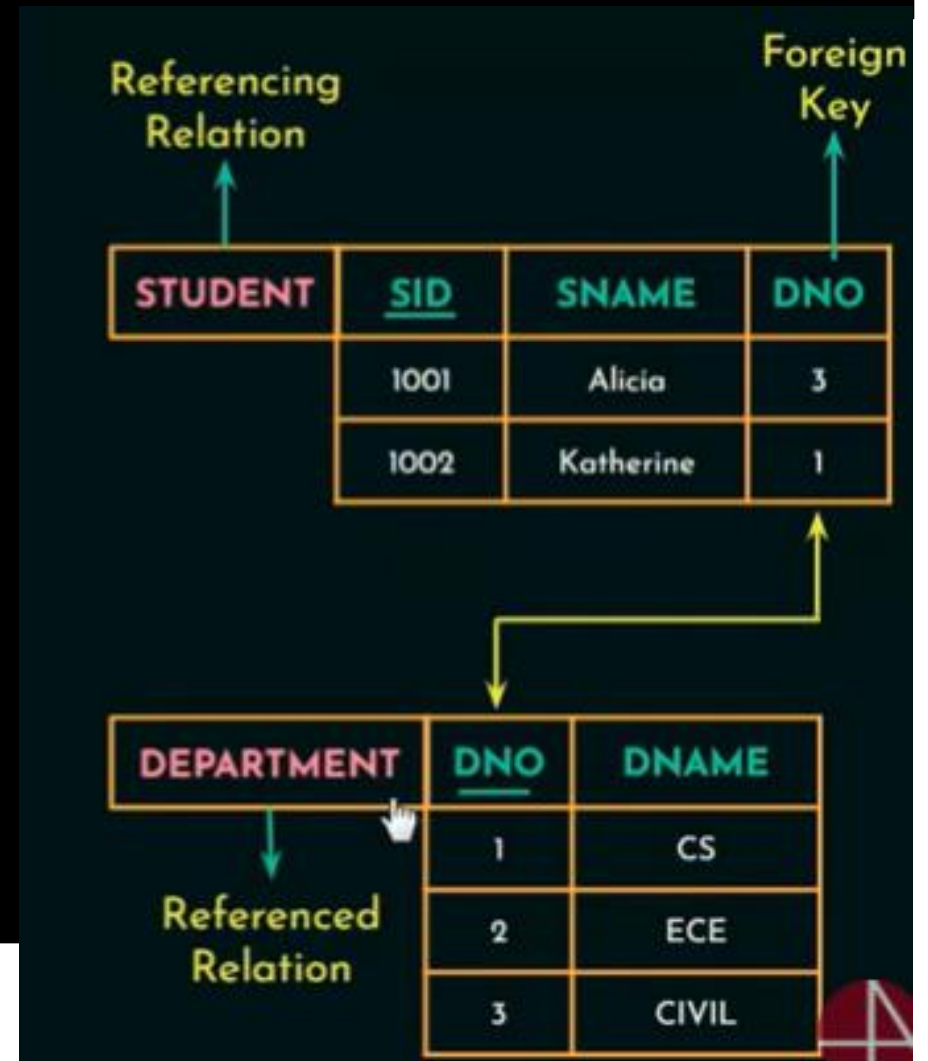 Referencing
Relation
Foreign
Key
STUDENT SID SNAME DNO
1001 Alicia 3
1002 Katherine 1
DEPARTMENT DNO DNAME
1 CS
2 ECE
3 CIVIL
Referenced
Relation